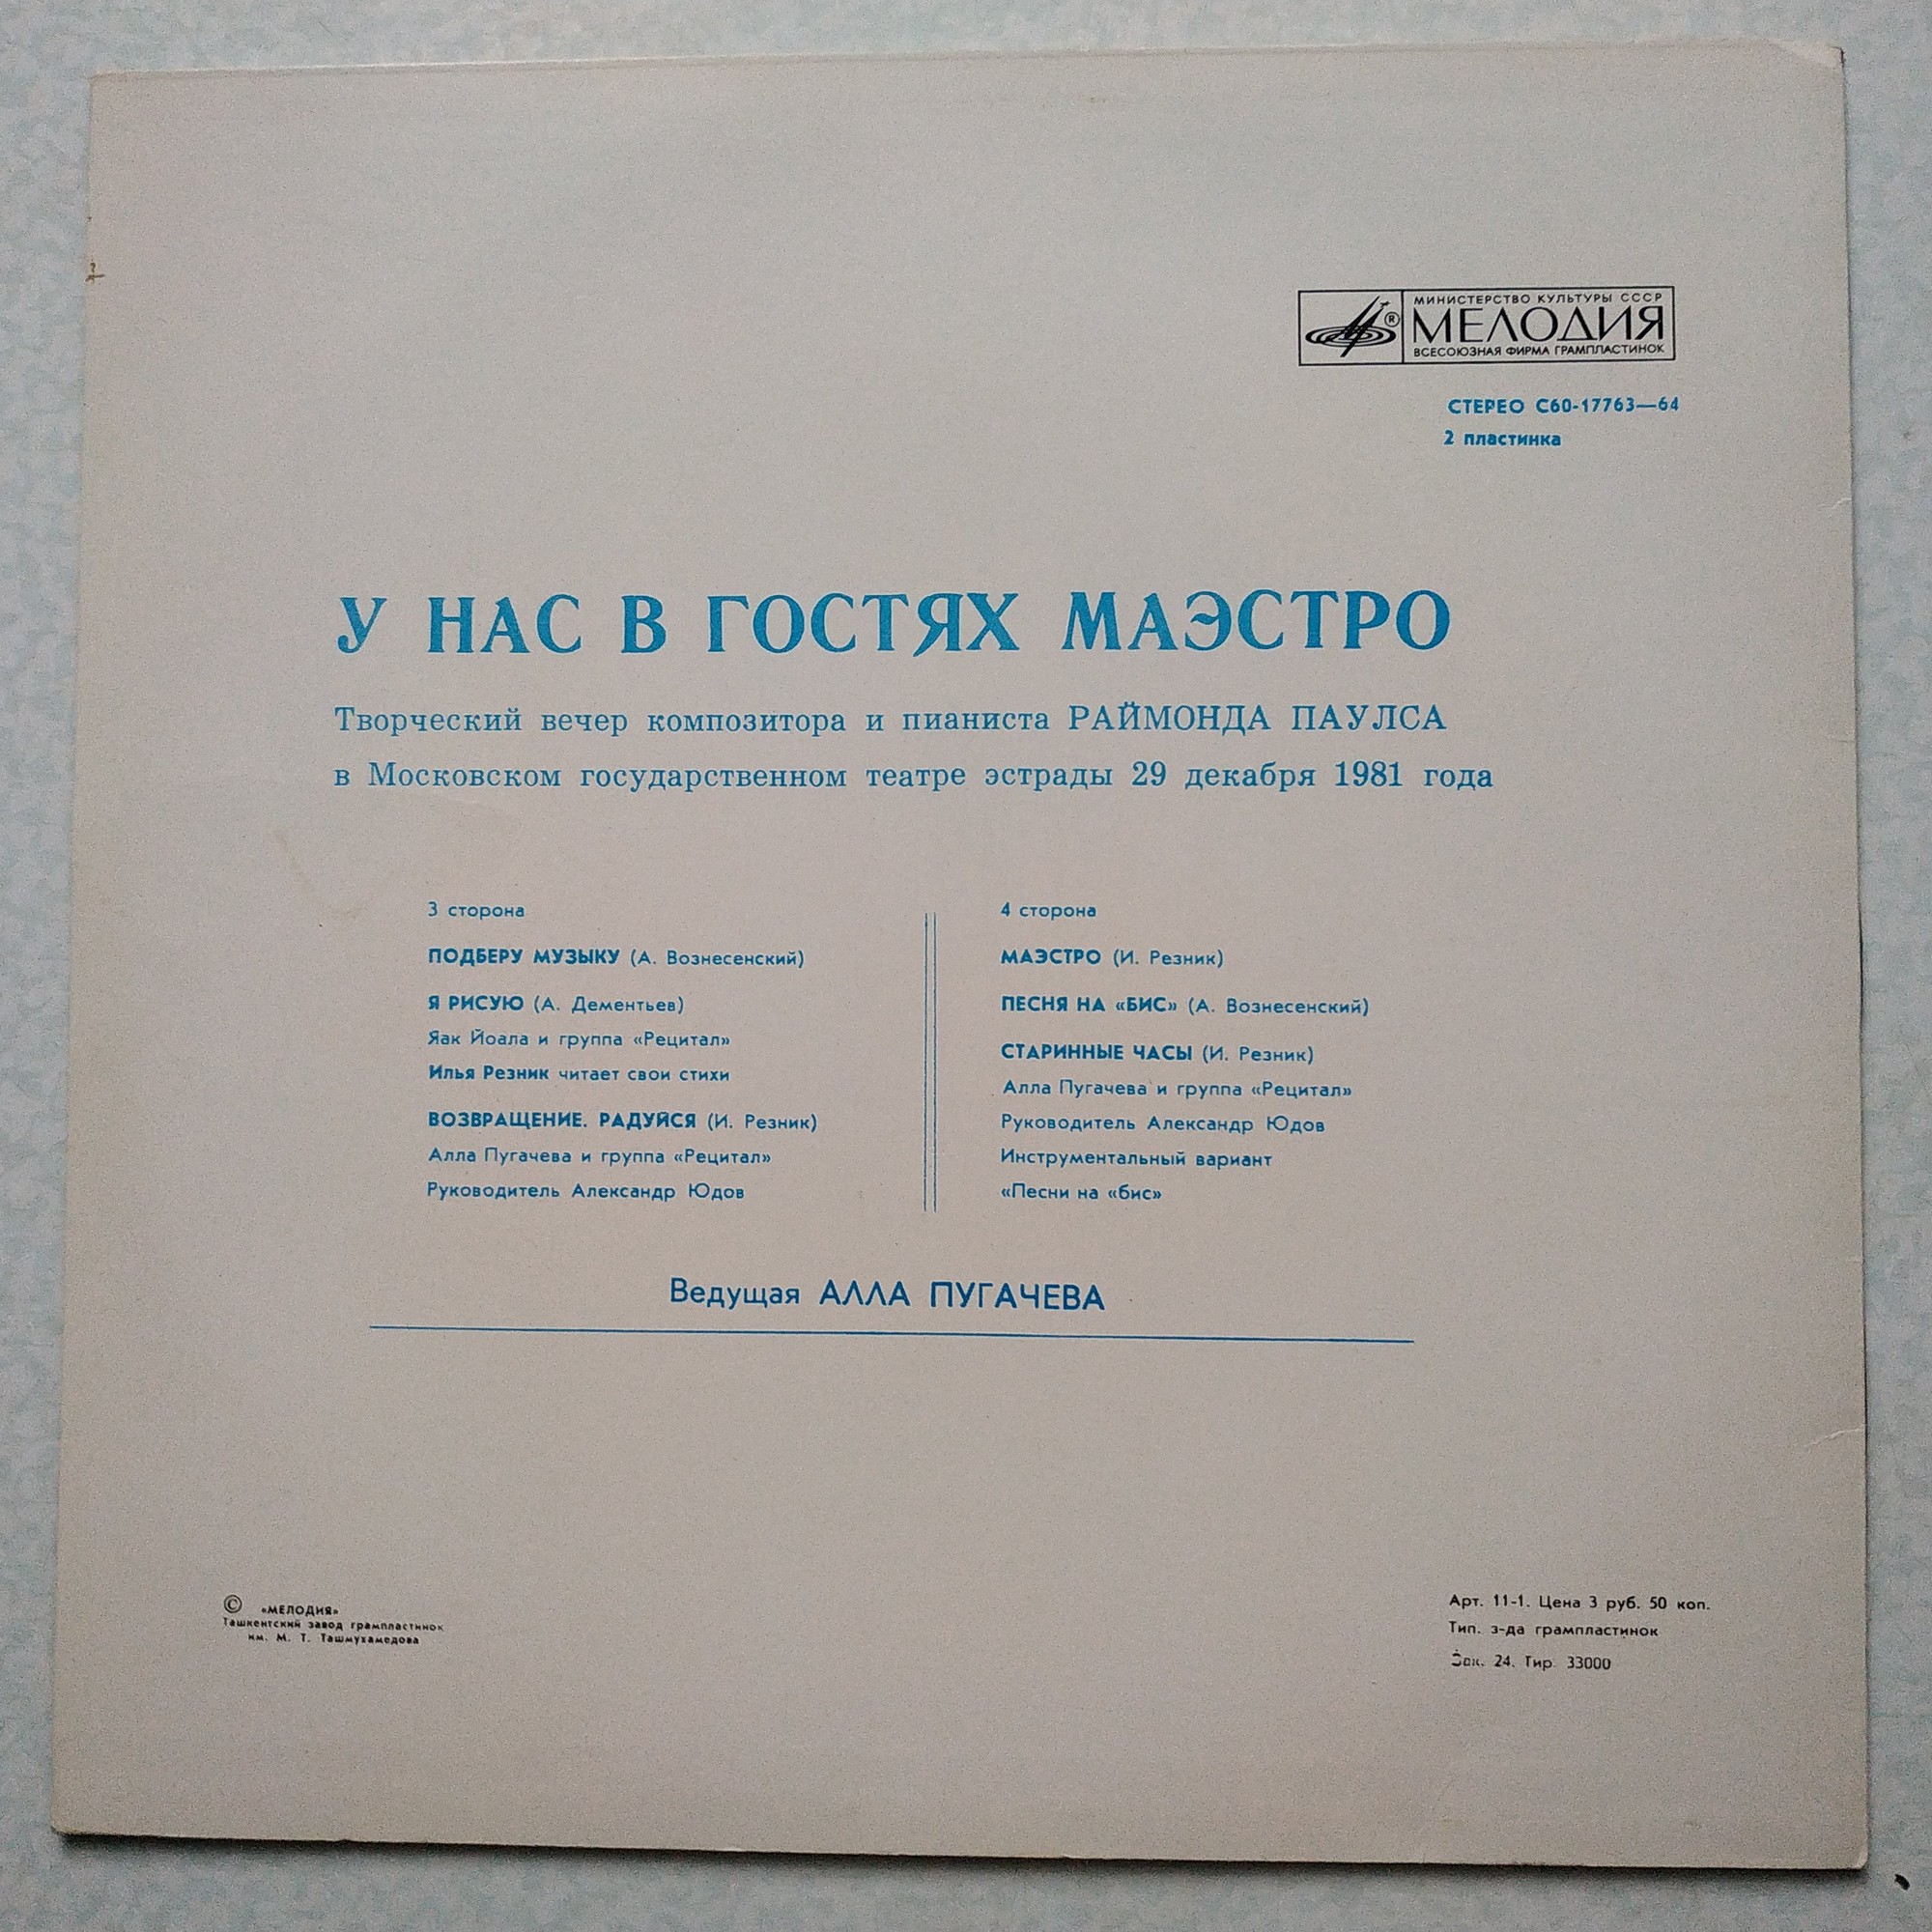 МИНИСТЕРСТВО КУЛЬТУРЫ СССР
® МЕЛОДИЯ
ВСЕСОЮЗНАЯ ФИРМА ГРАМПЛАСТИНОК
СТЕРЕО С60-17763—64
2 пластинка
У НАС В ГОСТЯХ МАЭСТРО
Творческий вечер композитора и пианиста РАЙМОНДА ПАУЛСА
в Московском государственном театре эстрады 29 декабря 1981 года
3 сторона
ПОДБЕРУ МУЗЫКУ (А. Вознесенский)
Я РИСУЮ (А. Дементьев)
Яак Йоала и группа «Рецитал»
Илья Резник читает свои стихи
ВОЗВРАЩЕНИЕ. РАДУЙСЯ (И. Резник)
Алла Пугачева и группа «Рецитал»
Руководитель Александр Юдов
4 сторона
МАЭСТРО (И. Резник)
ПЕСНЯ НА «БИС» (А. Вознесенский)
СТАРИННЫЕ ЧАСЫ (И. Резник)
Алла Пугачева и группа «Рецитал»
Руководитель Александр Юдов
Инструментальный вариант
«Песни на «бис»
Ведущая АЛЛА ПУГАЧЕВА
© «МЕЛОДИЯ»
Ташкентский завод грампластинок
им. М. Т. Ташмухамедова
Арт. 11-1. Цена 3 руб. 50 коп.
Тип. з-да грампластинок
Зак. 24. Тир. 33000